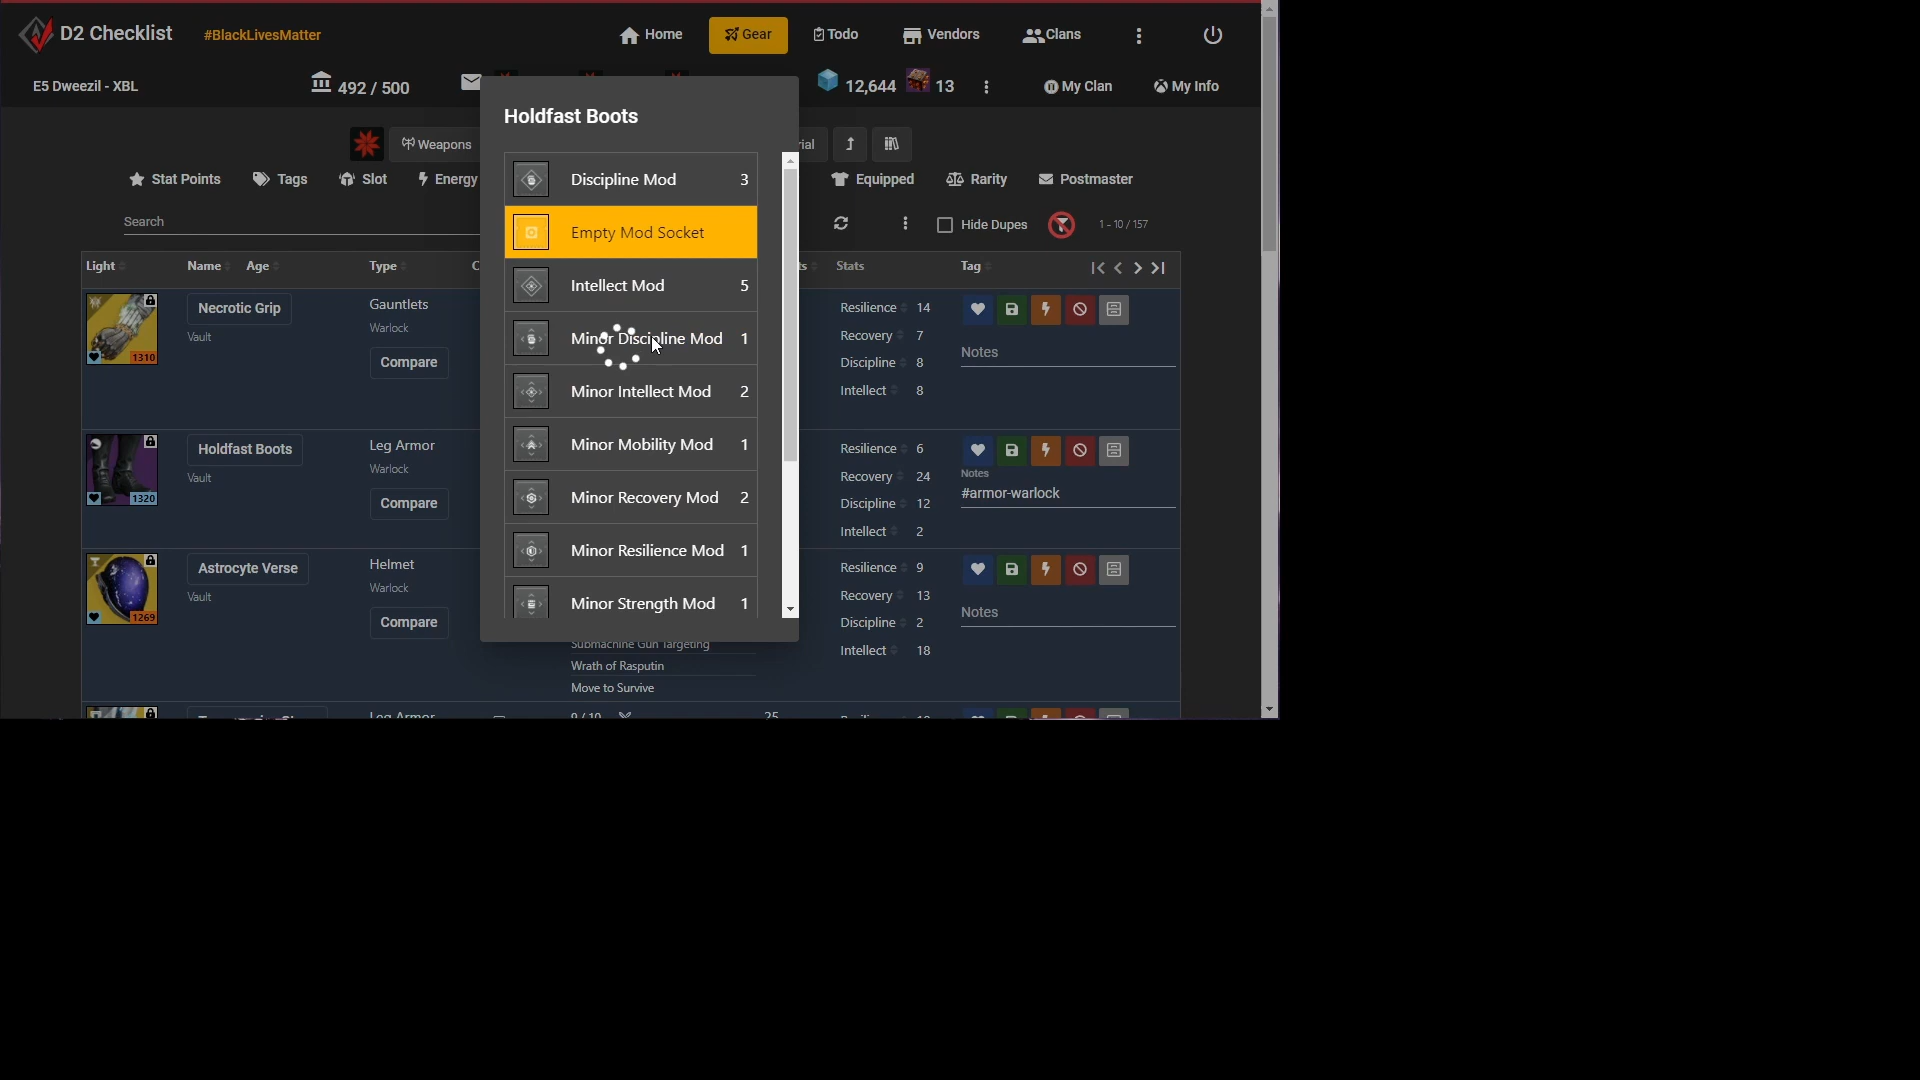 D2 Checklist #BlackLivesMatter Home Gear Todo Vendors Clans
E5 Dweezil - XBL 492 / 500 12,644 13 My Clan My Info
Holdfast Boots
Weapons
Stat Points Tags Slot Energy Equipped Rarity Postmaster
Search Hide Dupes 1 - 10 / 157
Light Name Age Type Stats Tag
Discipline Mod 3
Empty Mod Socket
Intellect Mod 5
Minor Discipline Mod 1
Minor Intellect Mod 2
Minor Mobility Mod 1
Minor Recovery Mod 2
Minor Resilience Mod 1
Minor Strength Mod 1
1310 Necrotic Grip Gauntlets Resilience 14
Vault Warlock Recovery 7
Compare Discipline 8
Intellect 8
Notes
1320 Holdfast Boots Leg Armor Resilience 6
Vault Warlock Recovery 24
Compare Discipline 12
Intellect 2
Notes
#armor-warlock
1269 Astrocyte Verse Helmet Resilience 9
Vault Warlock Recovery 13
Compare Discipline 2
Intellect 18
Notes
Submachine Gun Targeting
Wrath of Rasputin
Move to Survive
Leg Armor 9 / 10 25